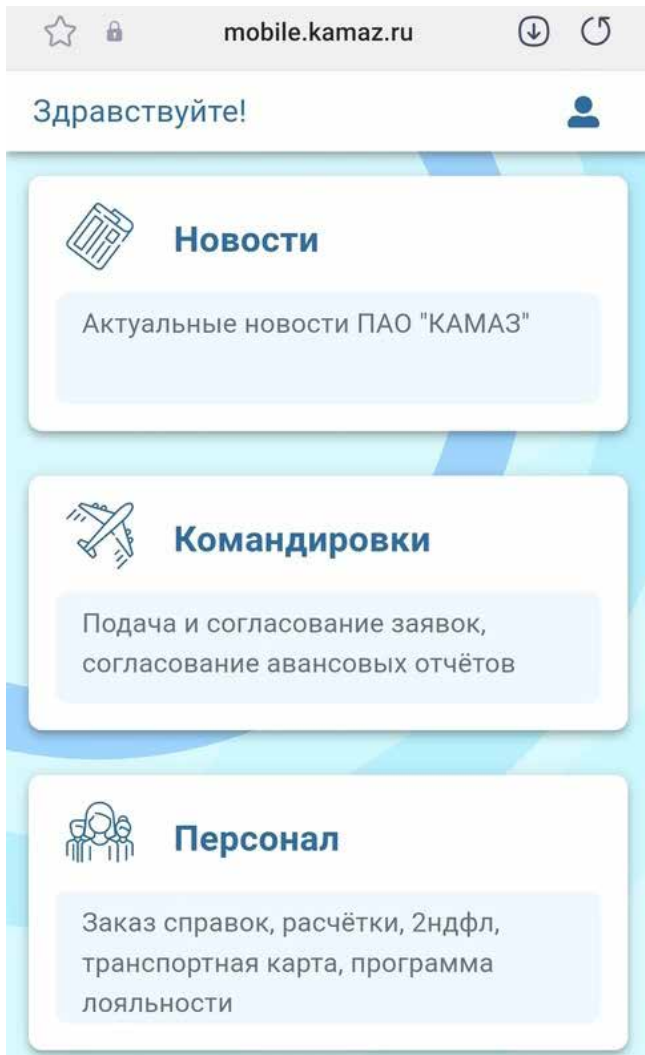 mobile.kamaz.ru
Здравствуйте!
Новости
Актуальные новости ПАО "КАМАЗ"
Командировки
Подача и согласование заявок,
согласование авансовых отчётов
Персонал
Заказ справок, расчётки, 2ндфл,
транспортная карта, программа
лояльности